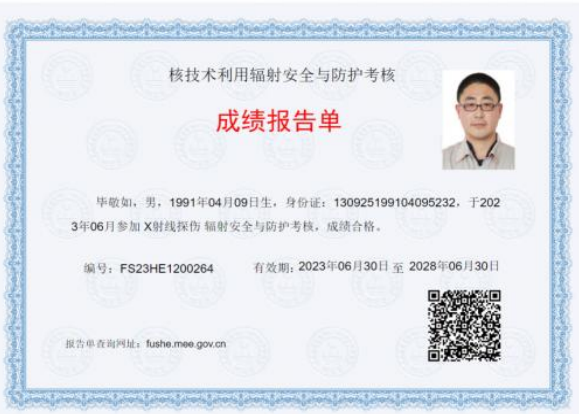 核技术利用辐射安全与防护考核
成绩报告单
毕敬如，男，1991年04月09日生，身份证：130925199104095232，于202
3年06月参加 X射线探伤 辐射安全与防护考核，成绩合格。
编号：FS23HE1200264 有效期：2023年06月30日 至 2028年06月30日
报告单查询网址：fushe.mee.gov.cn